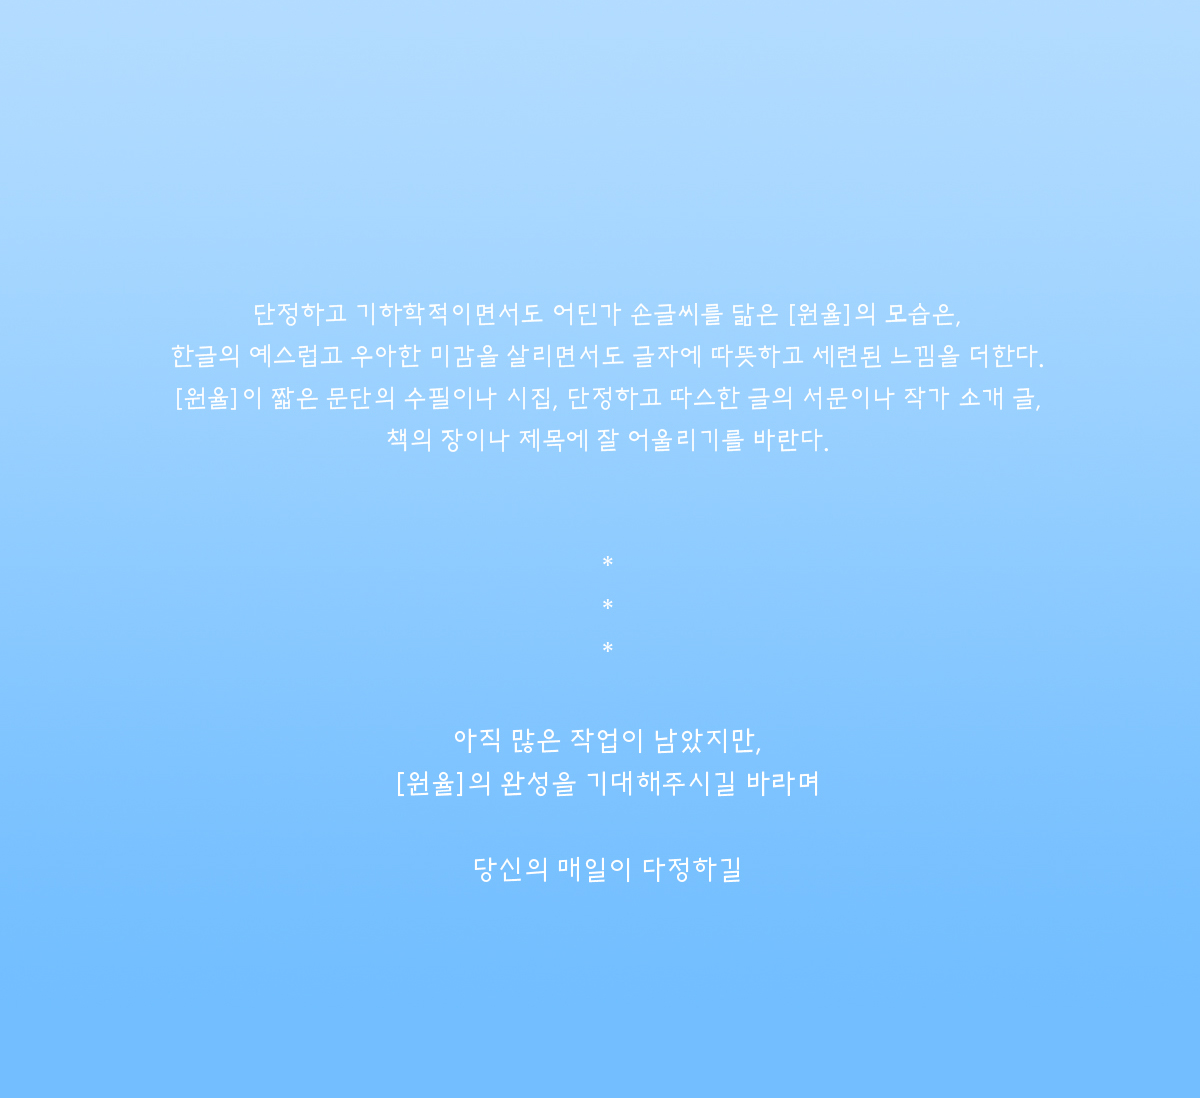 단정하고 기하학적이면서도 어딘가 손글씨를 닮은 [원울]의 모습은,
한글의 예스럽고 우아한 미감을 살리면서도 글자에 따뜻하고 세련된 느낌을 더한다.
[원율]이 짧은 문단의 수필이나 시집, 단정하고 따스한 글의 서문이나 작가 소개 글,
책의 장이나 제목에 잘 어울리기를 바란다.
*
*
*
아직 많은 작업이 남았지만,
[원율]의 완성을 기대해주시길 바라며
당신의 매일이 다정하길